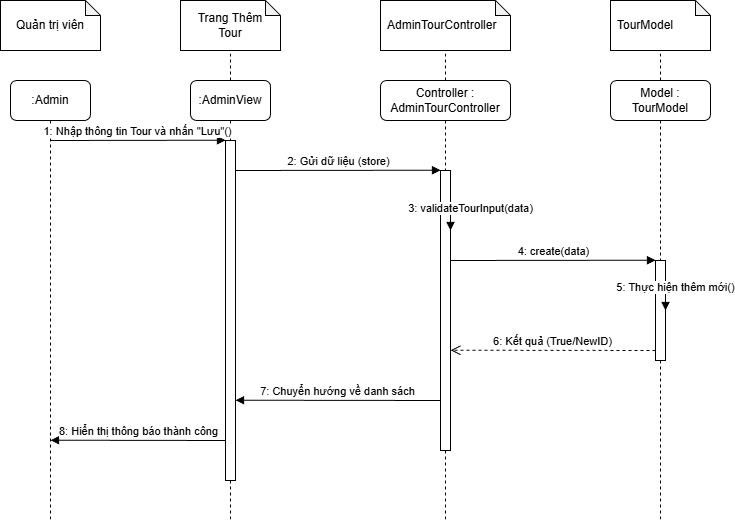 Quản trị viên
Trang Thêm
Tour
AdminTourController
TourModel
:Admin
:AdminView
Controller :
AdminTourController
Model :
TourModel
1: Nhập thông tin Tour và nhấn "Lưu"()
2: Gửi dữ liệu (store)
3: validateTourInput(data)
4: create(data)
5: Thực hiện thêm mới()
6: Kết quả (True/NewID)
7: Chuyển hướng về danh sách
8: Hiển thị thông báo thành công